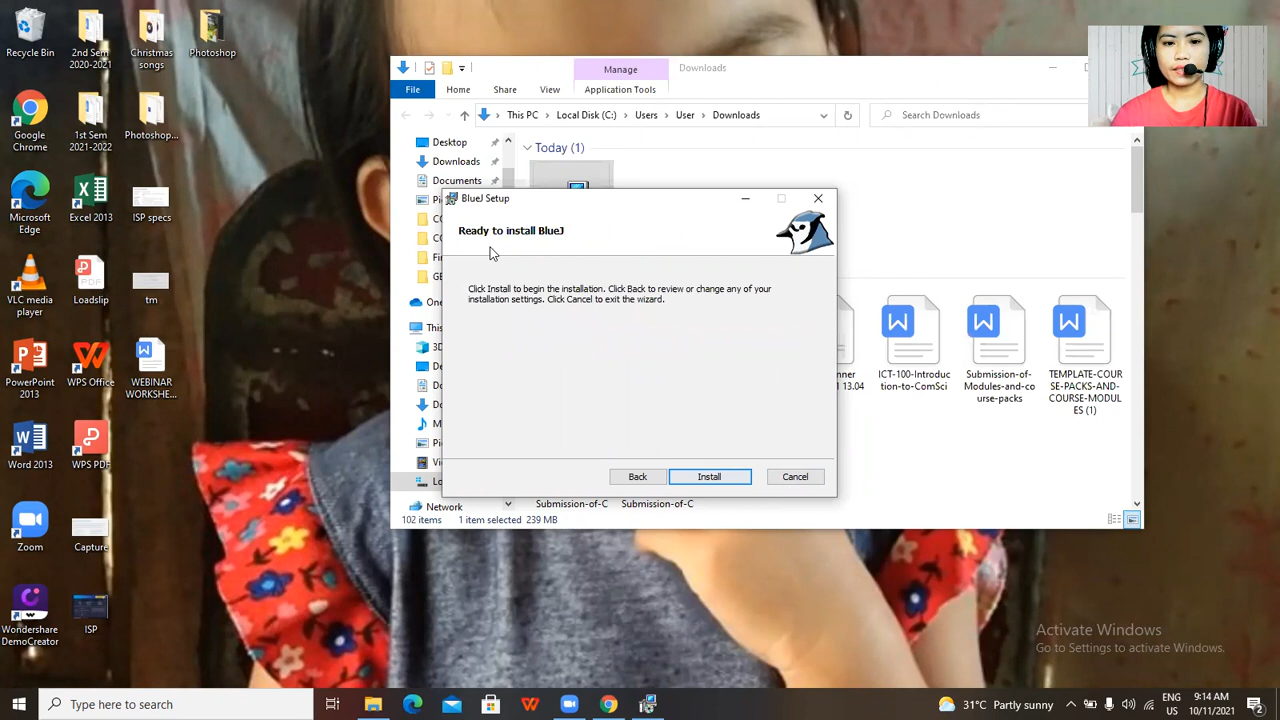 Recycle Bin
2nd Sem
2020-2021
Christmas
songs
Photoshop
Google
Chrome
1st Sem
2021-2022
Photoshop...
Microsoft
Edge
Excel 2013
ISP specs
VLC media
player
Loadslip
tm
PowerPoint
2013
WPS Office
WEBINAR
WORKSHE...
Word 2013
WPS PDF
Zoom
Capture
Wondershare
DemoCreator
ISP
Manage
Downloads
File
Home
Share
View
Application Tools
This PC
Local Disk (C:)
Users
User
Downloads
Search Downloads
Desktop
Downloads
Documents
Today (1)
BlueJ Setup
Ready to install BlueJ
Click Install to begin the installation. Click Back to review or change any of your
installation settings. Click Cancel to exit the wizard.
Back
Install
Cancel
ICT-100-Introduc
tion-to-ComSci
Submission-of-
Modules-and-co
urse-packs
TEMPLATE-COUR
SE-PACKS-AND-
COURSE-MODUL
ES (1)
1 13.04
Network
Submission-of-C
Submission-of-C
102 items
1 item selected 239 MB
Activate Windows
Go to Settings to activate Windows.
Type here to search
31°C Partly sunny
ENG
US
9:14 AM
10/11/2021
2